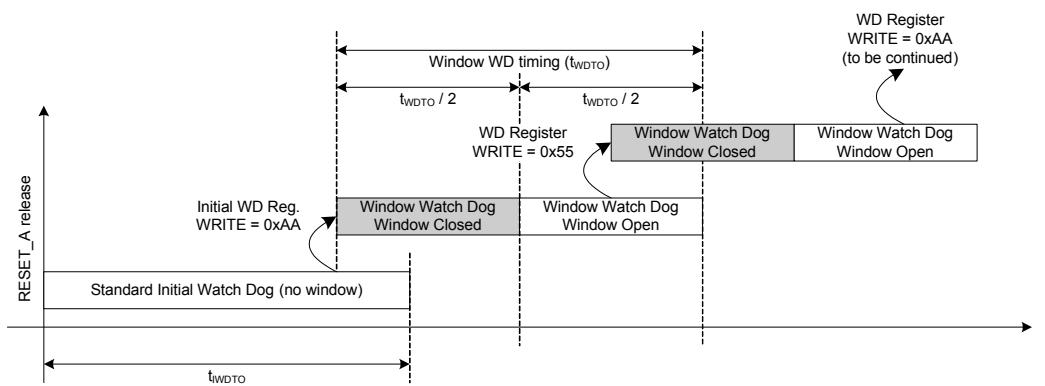 WD Register
WRITE = 0xAA
(to be continued)
Window WD timing (tWDTO)
tWDTO / 2
tWDTO / 2
WD Register
WRITE = 0x55
Window Watch Dog
Window Closed
Window Watch Dog
Window Open
RESET_A release
Initial WD Reg.
WRITE = 0xAA
Window Watch Dog
Window Closed
Window Watch Dog
Window Open
Standard Initial Watch Dog (no window)
tIWDTO